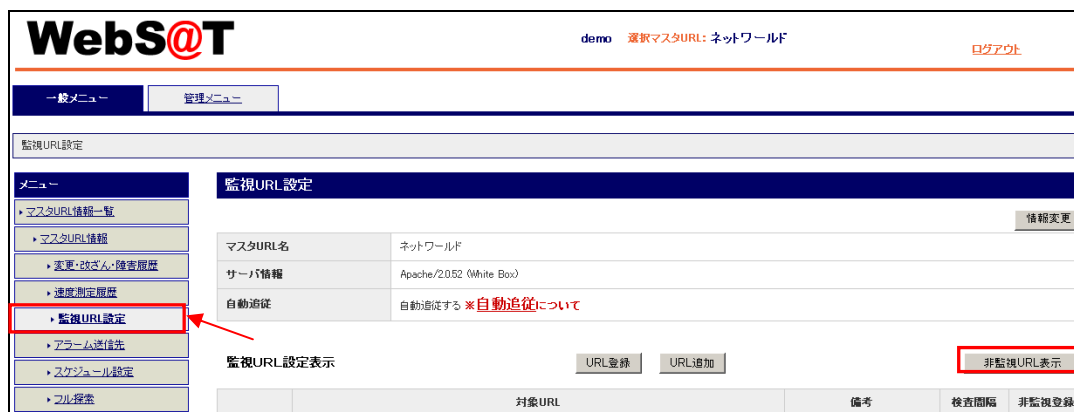 WebS@T
demo 選択マスタURL: ネットワールド
ログアウト
一般メニュー 管理メニュー
監視URL設定
メニュー
マスタURL情報一覧
マスタURL情報
変更・改ざん・障害履歴
速度測定履歴
監視URL設定
アラーム送信先
スケジュール設定
フル探索
監視URL設定
情報変更
マスタURL名 ネットワールド
サーバ情報 Apache/2.0.52 (White Box)
自動追従 自動追従する ※自動追従について
監視URL設定表示 URL登録 URL追加 非監視URL表示
対象URL 備考 検査間隔 非監視登録